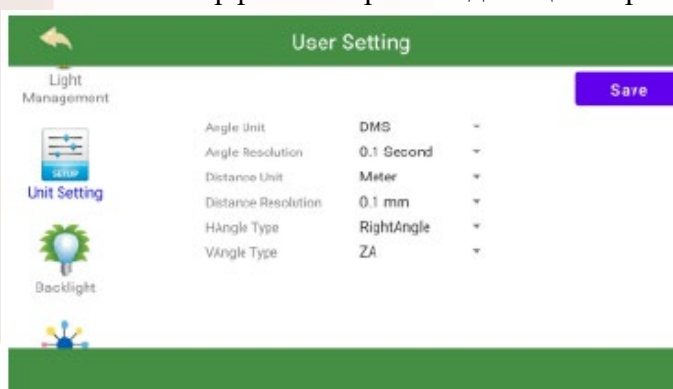 User Setting
Light
Management
Save
SETUP
Unit Setting
Backlight
Angle Unit DMS
Angle Resolution 0.1 Second
Distance Unit Meter
Distance Resolution 0.1 mm
HAngle Type RightAngle
VAngle Type ZA